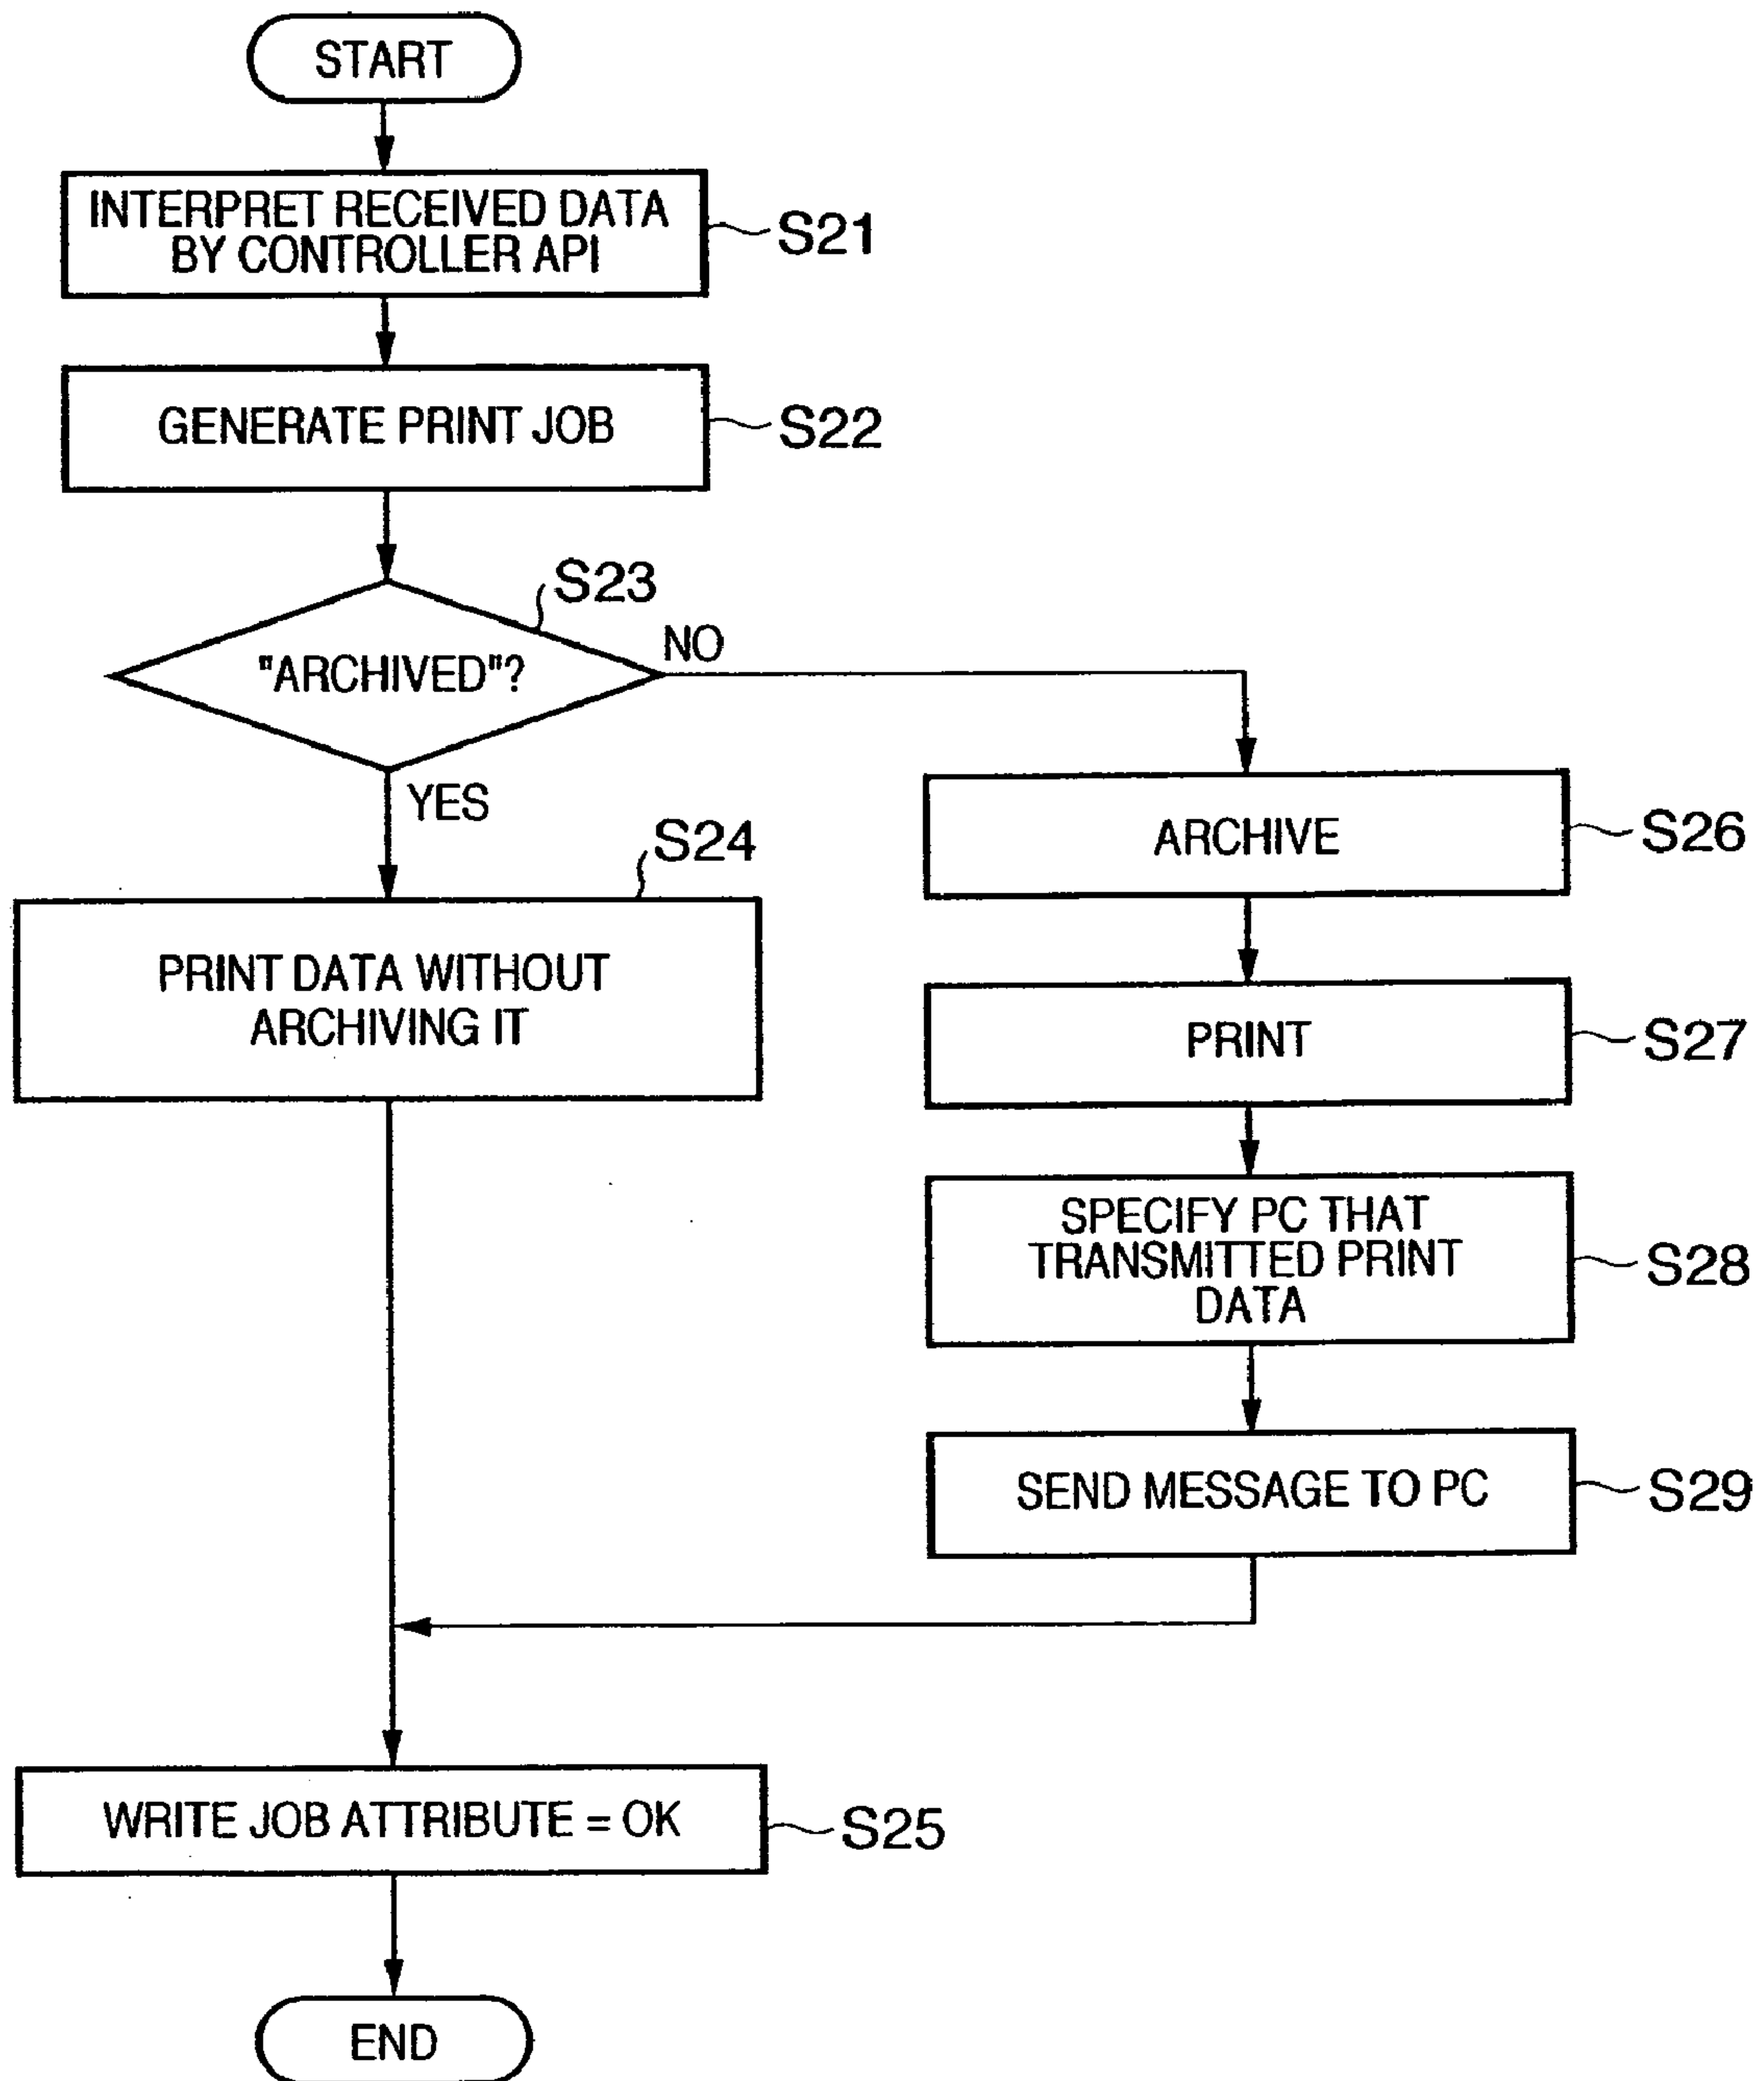 START
INTERPRET RECEIVED DATA
BY CONTROLLER API
S21
GENERATE PRINT JOB
S22
S23
"ARCHIVED"?
NO
YES
S24
PRINT DATA WITHOUT
ARCHIVING IT
ARCHIVE
S26
PRINT
S27
SPECIFY PC THAT
TRANSMITTED PRINT
DATA
S28
SEND MESSAGE TO PC
S29
WRITE JOB ATTRIBUTE = OK
S25
END